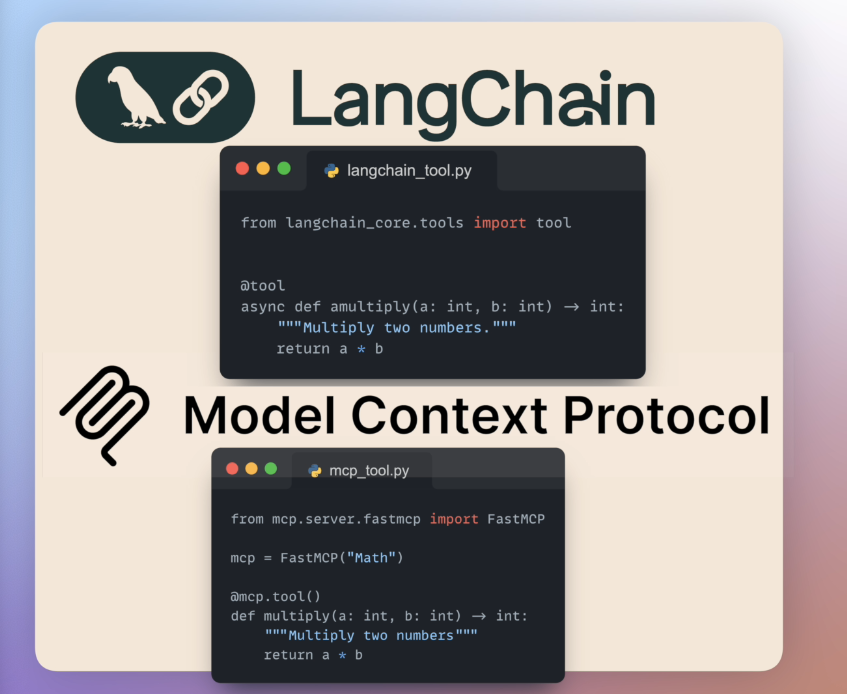 LangChain
langchain_tool.py
from langchain_core.tools import tool
@tool
async def amultiply(a: int, b: int) → int:
    """Multiply two numbers."""
    return a * b
Model Context Protocol
mcp_tool.py
from mcp.server.fastmcp import FastMCP
mcp = FastMCP("Math")
@mcp.tool()
def multiply(a: int, b: int) → int:
    """Multiply two numbers"""
    return a * b